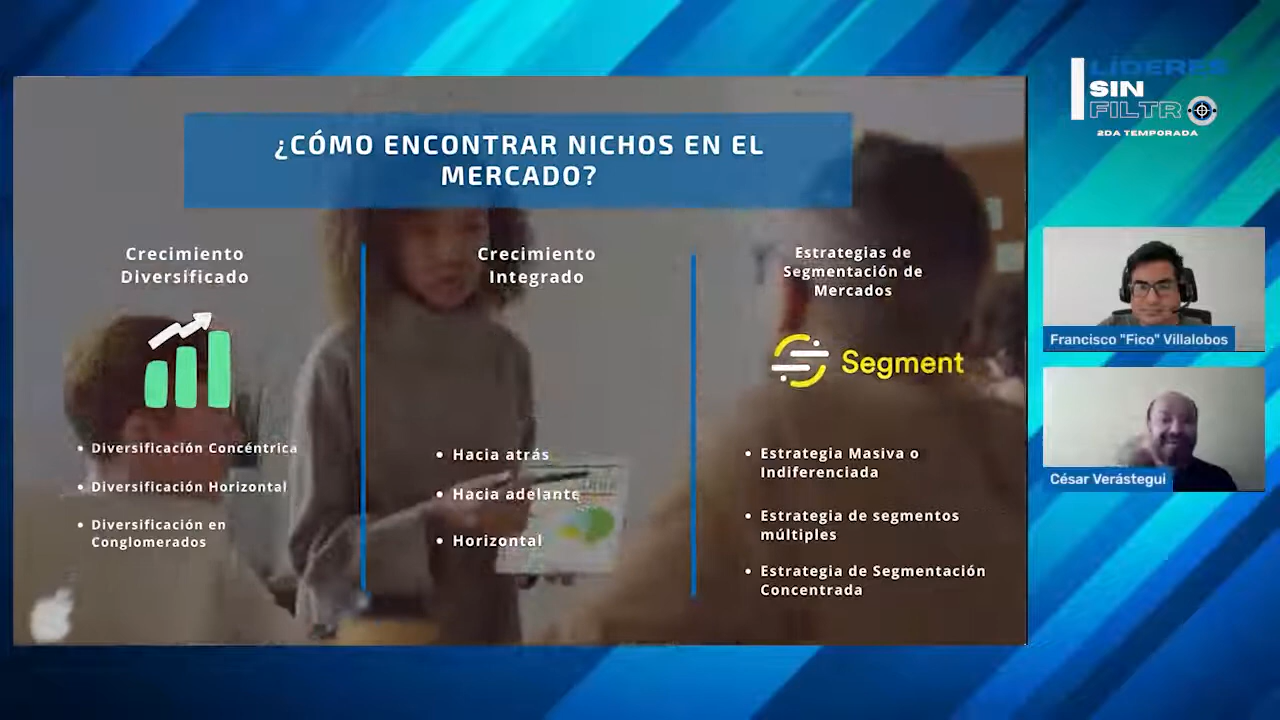 ¿CÓMO ENCONTRAR NICHOS EN EL
MERCADO?
Crecimiento
Diversificado
• Diversificación Concéntrica
• Diversificación Horizontal
• Diversificación en
Conglomerados
Crecimiento
Integrado
• Hacia atrás
• Hacia adelante
• Horizontal
Estrategias de
Segmentación de
Mercados
Segment
• Estrategia Masiva o
Indiferenciada
• Estrategia de segmentos
múltiples
• Estrategia de Segmentación
Concentrada
LÍDERES
SIN
FILTRO
2DA TEMPORADA
Francisco "Fico" Villalobos
César Verástegui